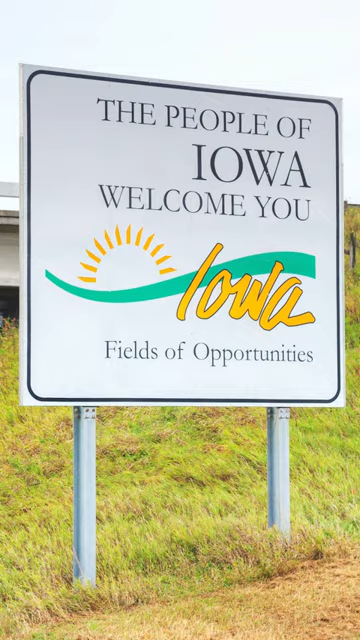 THE PEOPLE OF
IOWA
WELCOME YOU
Iowa
Fields of Opportunities